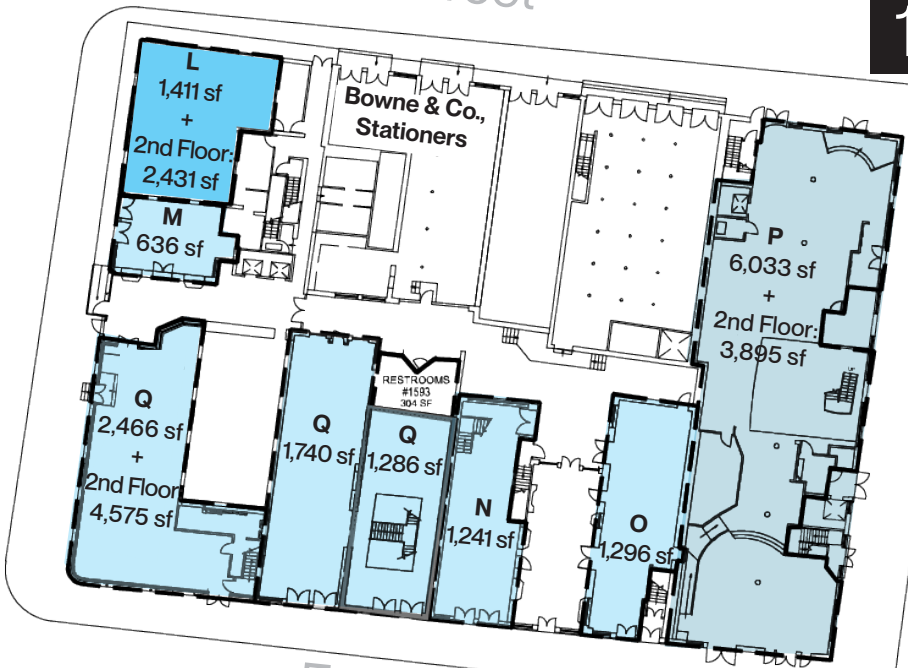 L
1,411 sf
+
2nd Floor:
2,431 sf
M
636 sf
Bowne & Co.,
Stationers
P
6,033 sf
+
2nd Floor:
3,895 sf
RESTROOMS
#1593
304 SF
Q
2,466 sf
+
2nd Floor
4,575 sf
Q
1,740 sf
Q
1,286 sf
N
1,241 sf
O
1,296 sf